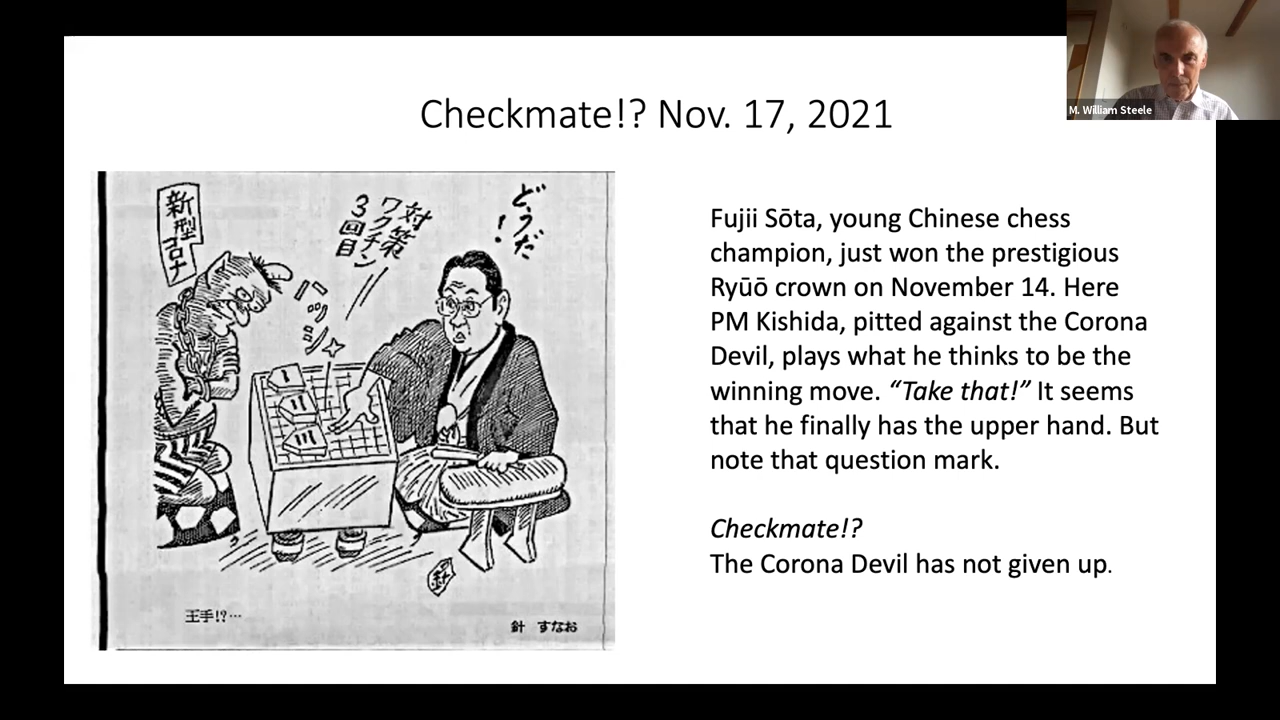 M. William Steele
Checkmate!? Nov. 17, 2021
新型コロナ
対策
ワクチン
3回目
どうだ!
バッシ
I
II
III
王手!?…
針 すなお
Fujii Sōta, young Chinese chess
champion, just won the prestigious
Ryūō crown on November 14. Here
PM Kishida, pitted against the Corona
Devil, plays what he thinks to be the
winning move. “Take that!” It seems
that he finally has the upper hand. But
note that question mark.
Checkmate!?
The Corona Devil has not given up.